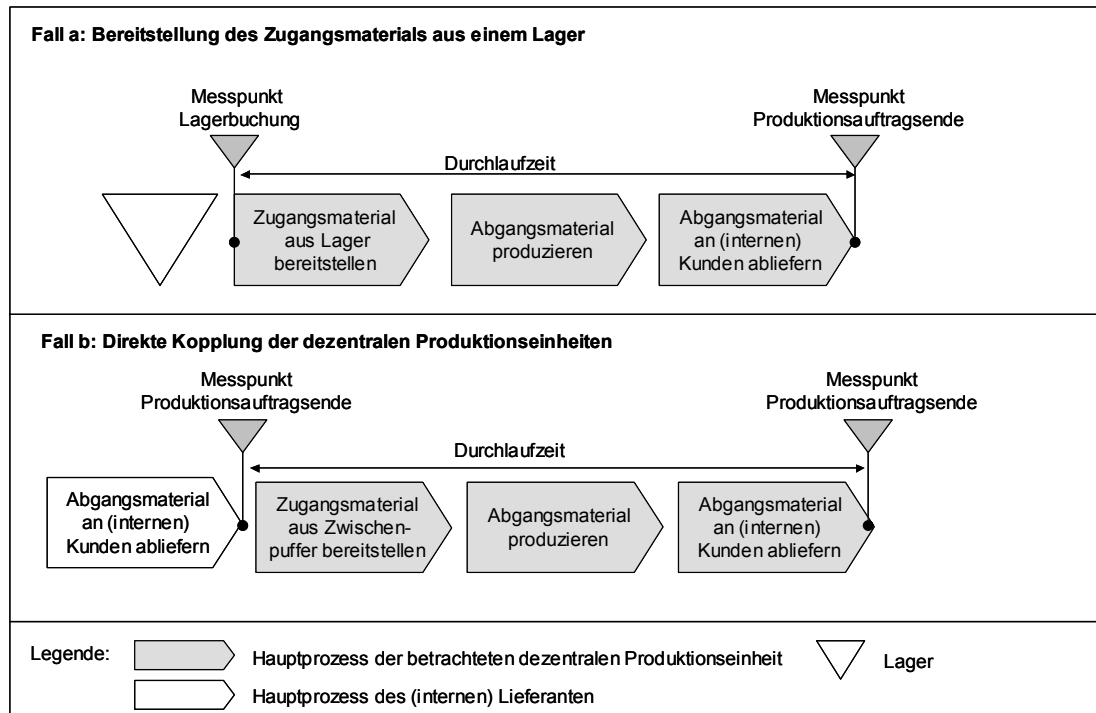 Fall a: Bereitstellung des Zugangsmaterials aus einem Lager
Messpunkt
Lagerbuchung
Messpunkt
Produktionsauftragsende
Durchlaufzeit
Zugangsmaterial
aus Lager
bereitstellen
Abgangsmaterial
produzieren
Abgangsmaterial
an (internen)
Kunden abliefern
Fall b: Direkte Kopplung der dezentralen Produktionseinheiten
Messpunkt
Produktionsauftragsende
Messpunkt
Produktionsauftragsende
Durchlaufzeit
Abgangsmaterial
an (internen)
Kunden abliefern
Zugangsmaterial
aus Zwischen-
puffer bereitstellen
Abgangsmaterial
produzieren
Abgangsmaterial
an (internen)
Kunden abliefern
Legende:
Hauptprozess der betrachteten dezentralen Produktionseinheit
Lager
Hauptprozess des (internen) Lieferanten